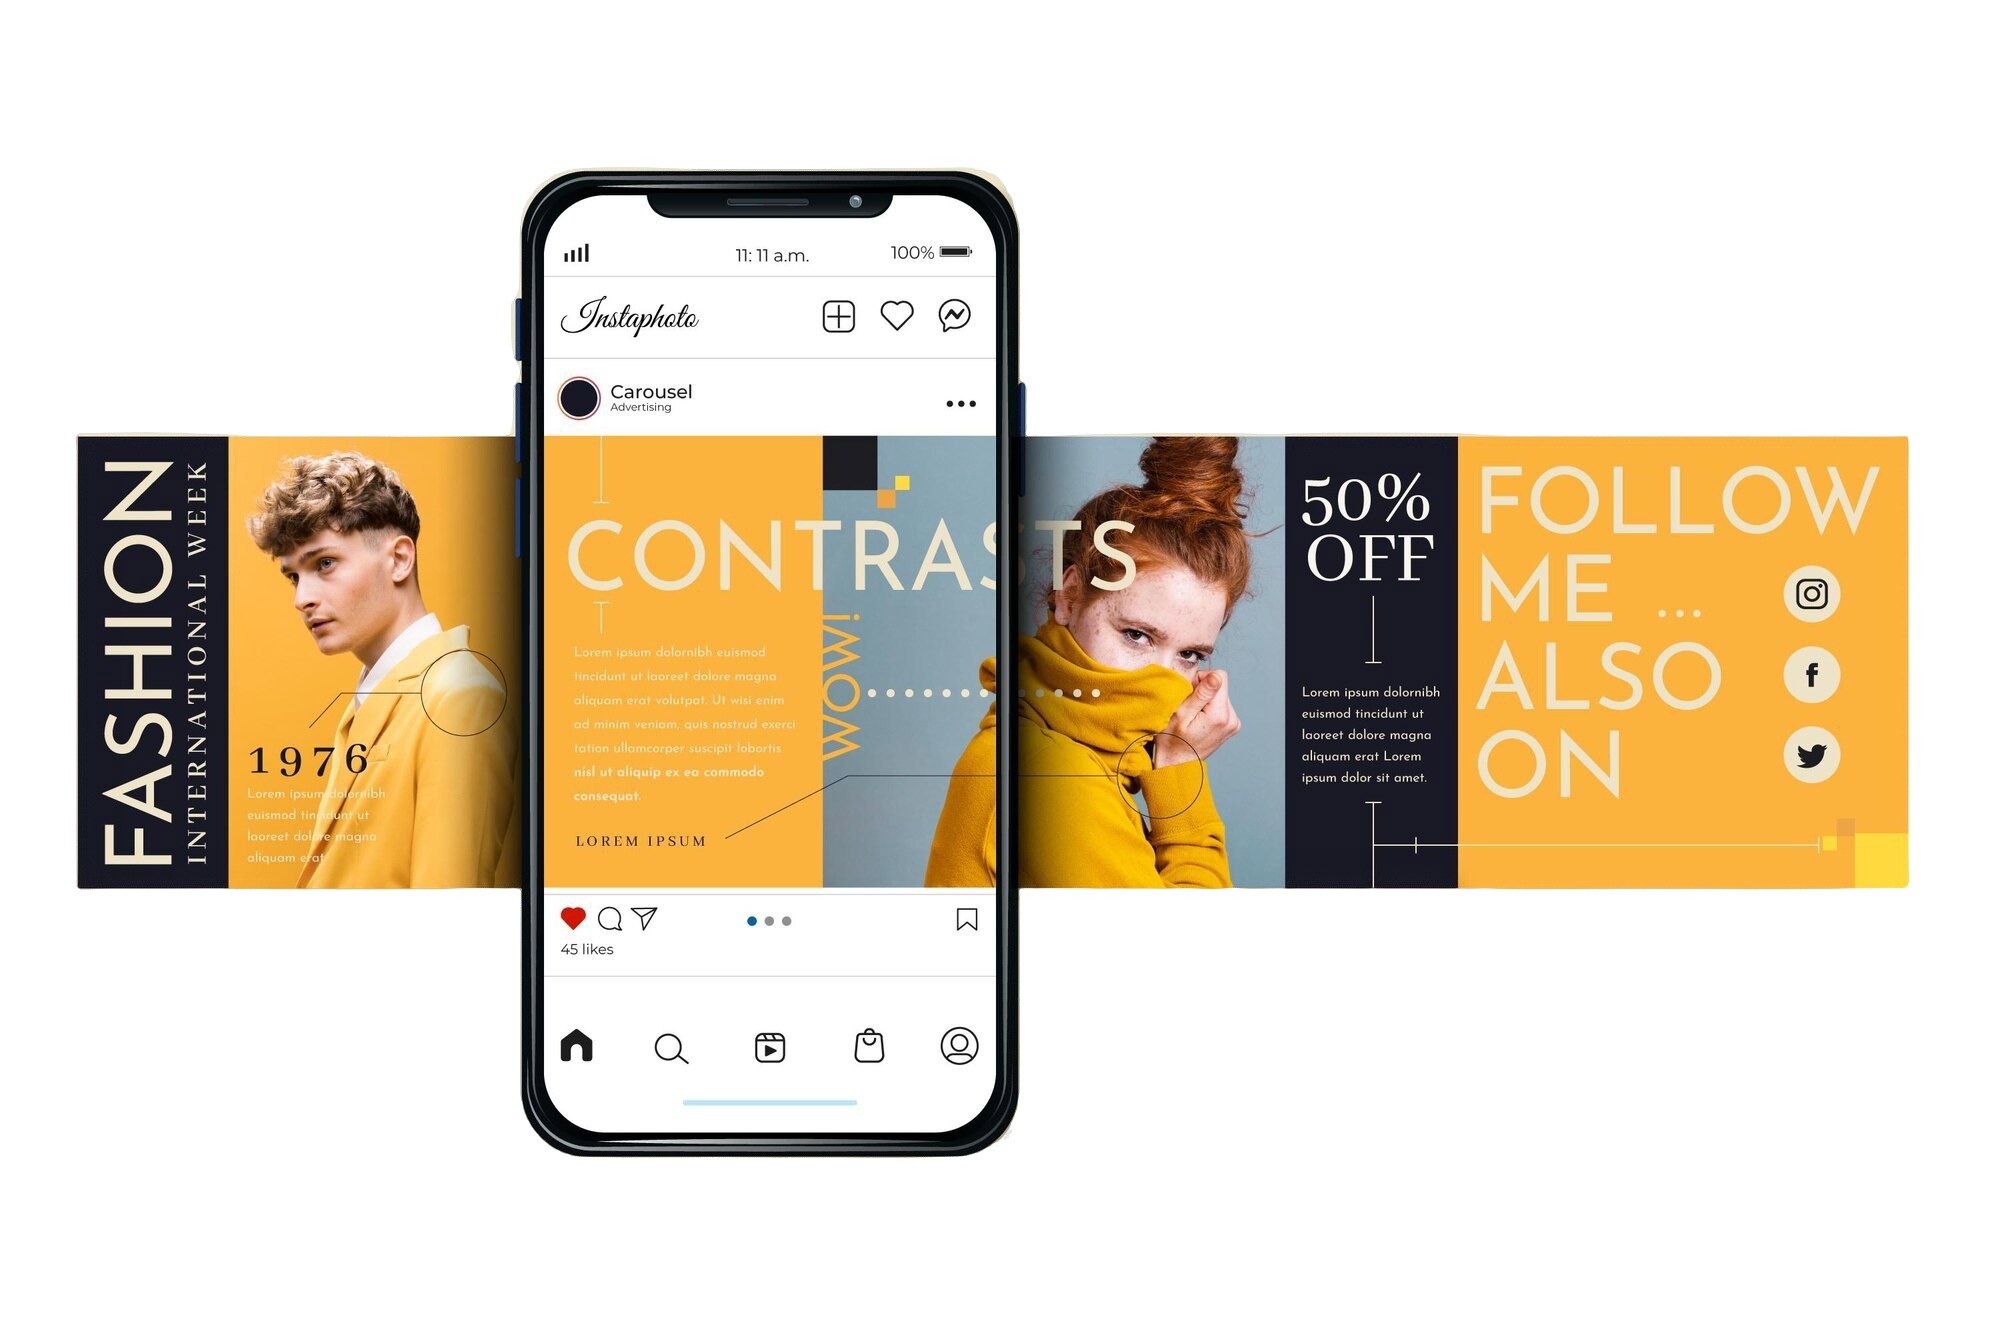 11:11 a.m.
100%
Instaphoto
Carousel
Advertising
FASHION
INTERNATIONAL WEEK
1976
Lorem ipsum dolornibh
euismod tincidunt ut
laoreet dolore magna
aliquam erat
CONTRASTS
Lorem ipsum dolornibh euismod
tincidunt ut laoreet dolore magna
aliquam erat volutpat. Ut wisi enim
ad minim veniam, quis nostrud exerci
tation ullamcorper suscipit lobortis
nisl ut aliquip ex ea commodo
consequat.
LOREM IPSUM
WOW!
50%
OFF
Lorem ipsum dolornibh
euismod tincidunt ut
laoreet dolore magna
aliquam erat Lorem
ipsum dolor sit amet.
FOLLOW
ME ...
ALSO
ON
f
45 likes